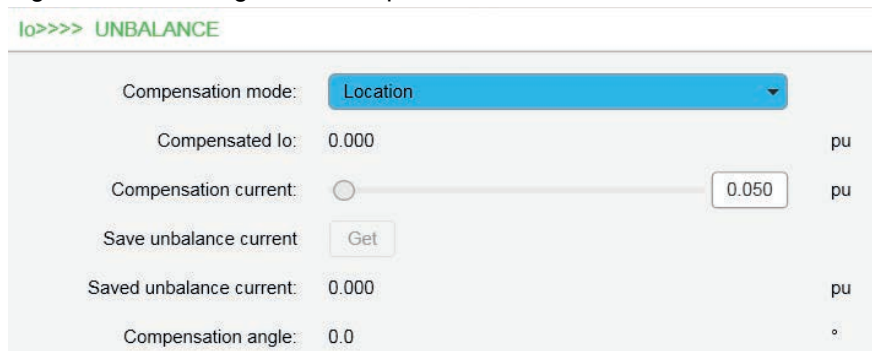 Io>>>> UNBALANCE
Compensation mode: Location
Compensated Io: 0.000 pu
Compensation current: 0.050 pu
Save unbalance current Get
Saved unbalance current: 0.000 pu
Compensation angle: 0.0 °